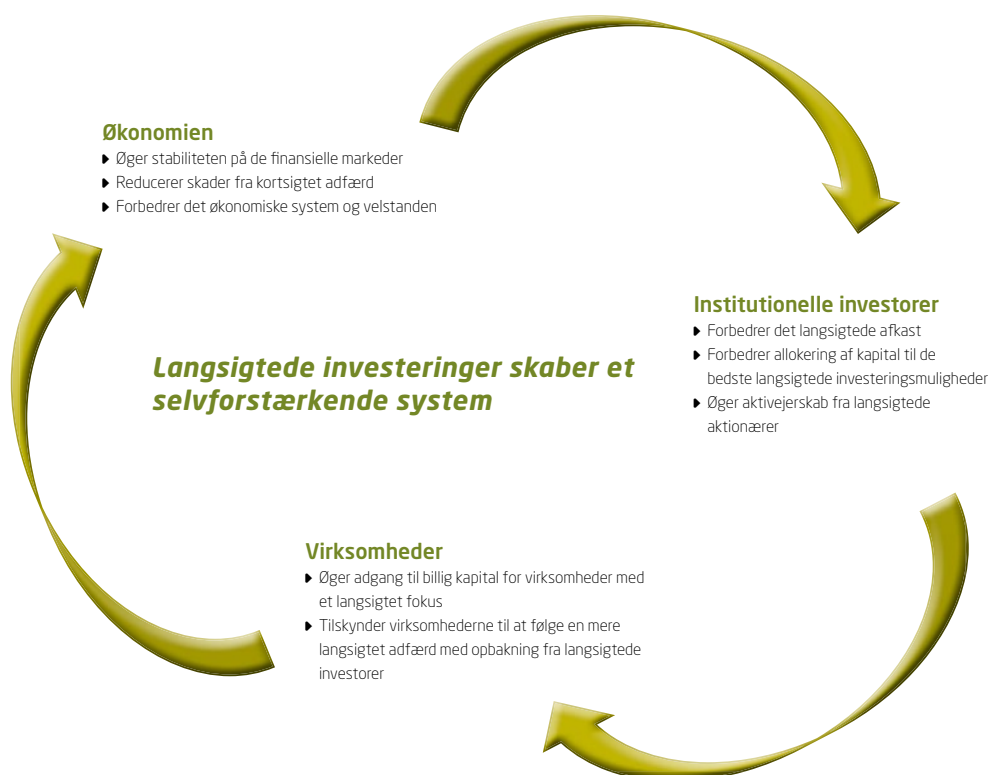 Økonomien
Øger stabiliteten på de finansielle markeder
Reducerer skader fra kortsigtet adfærd
Forbedrer det økonomiske system og velstanden
Institutionelle investorer
Forbedrer det langsigtede afkast
Forbedrer allokering af kapital til de
bedste langsigtede investeringsmuligheder
Øger aktivejerskab fra langsigtede
aktionærer
Langsigtede investeringer skaber et
selvforstærkende system
Virksomheder
Øger adgang til billig kapital for virksomheder med
et langsigtet fokus
Tilskynder virksomhederne til at følge en mere
langsigtet adfærd med opbakning fra langsigtede
investorer